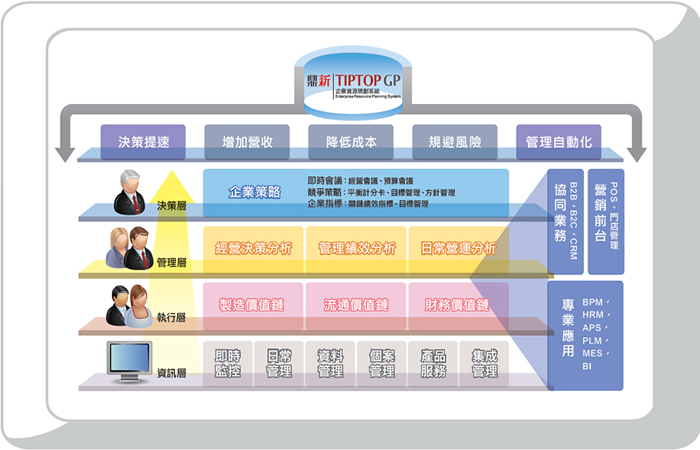 鼎新 TIPTOP GP
企業資源規劃系統
Enterprise Resource Planning System
決策提速
增加營收
降低成本
規避風險
管理自動化
決策層
企業策略
即時會議：經營會議、預算會議
競爭策略：平衡計分卡、目標管理、方針管理
企業指標：關鍵績效指標、目標管理
管理層
經營決策分析
管理績效分析
日常營運分析
執行層
製造價值鏈
流通價值鏈
財務價值鏈
資訊層
即時
監控
日常
管理
資料
管理
個案
管理
產品
服務
集成
管理
協同業務
B2B，B2C，CRM
營銷前台
POS，門店管理
專業應用
BPM，
HRM，
APS，
PLM，
MES，
BI